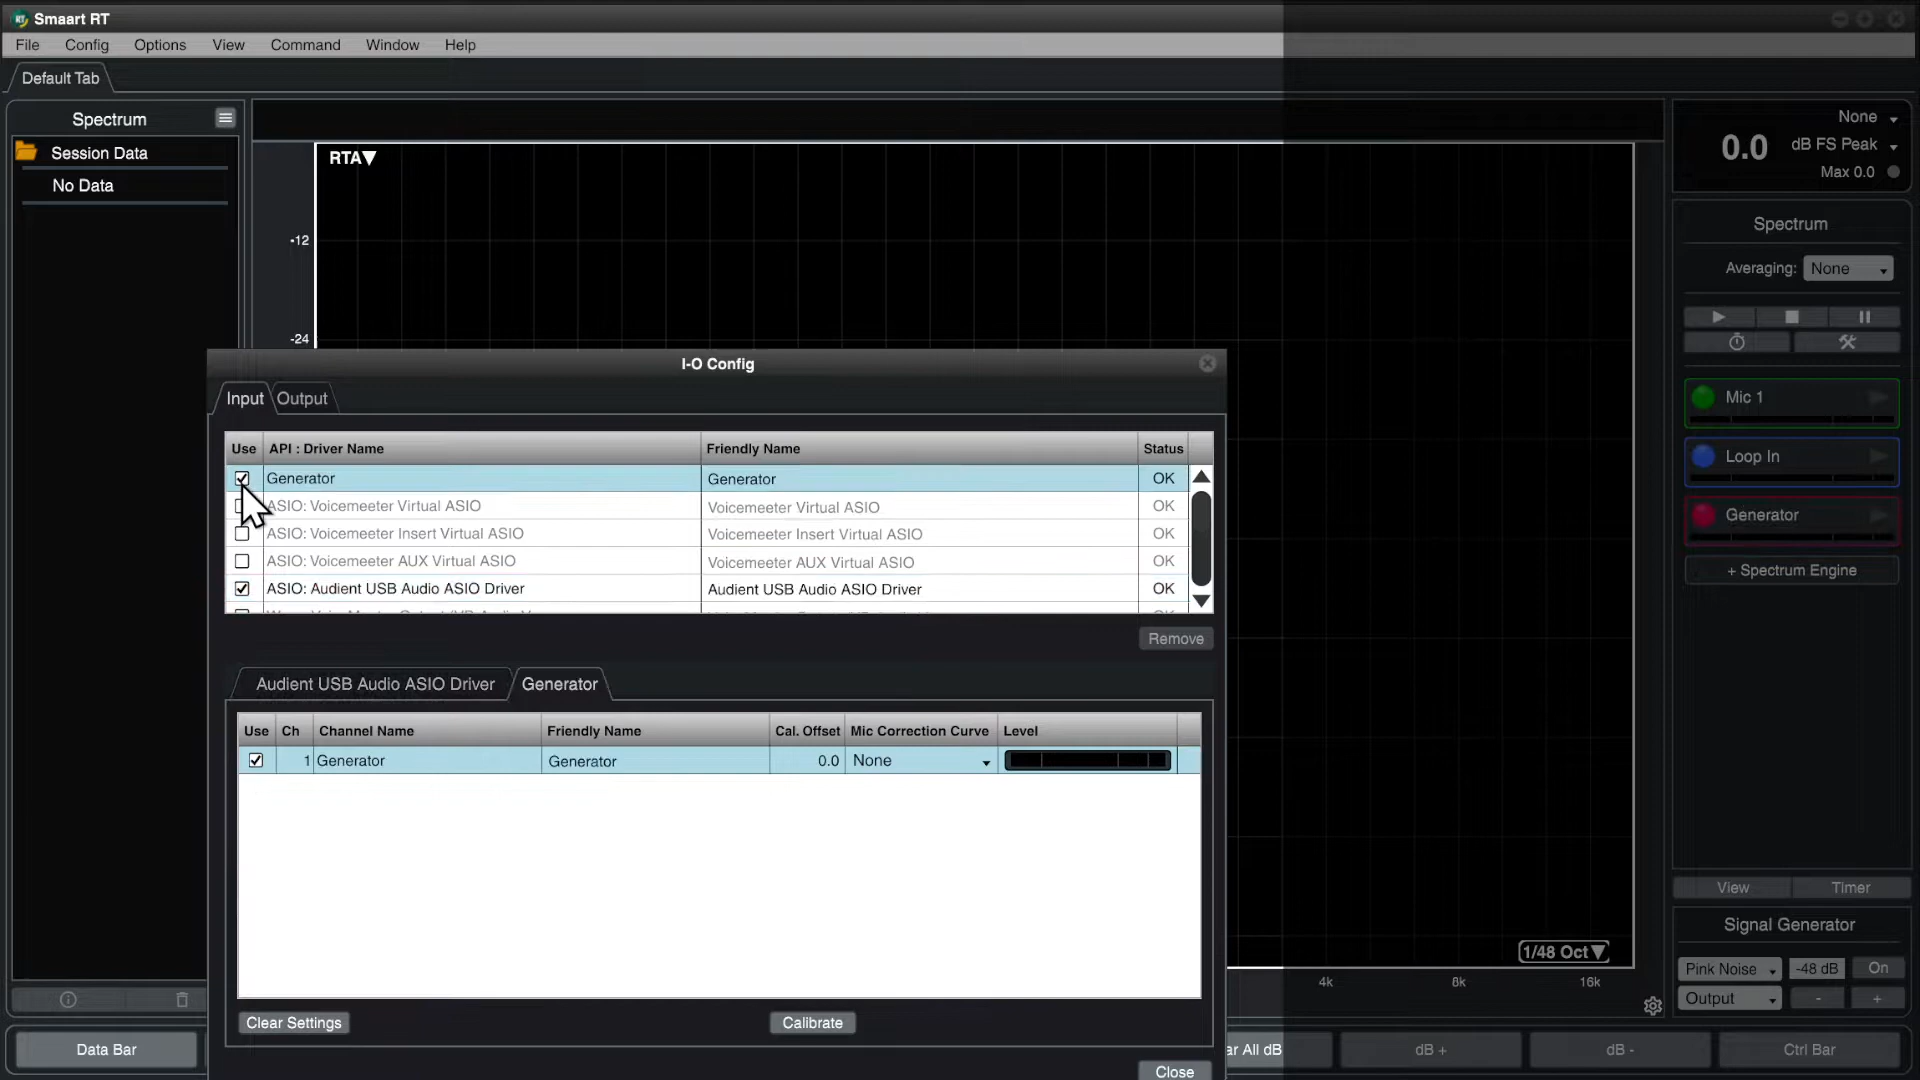 Smaart RT
File Config Options View Command Window Help
Default Tab
Spectrum
Session Data
No Data
RTA▼
-12
-24
None
0.0 dB FS Peak
Max 0.0
Spectrum
Averaging: None
Mic 1
Loop In
Generator
+ Spectrum Engine
I-O Config
Input Output
Use API : Driver Name Friendly Name Status
Generator Generator OK
ASIO: Voicemeeter Virtual ASIO Voicemeeter Virtual ASIO OK
ASIO: Voicemeeter Insert Virtual ASIO Voicemeeter Insert Virtual ASIO OK
ASIO: Voicemeeter AUX Virtual ASIO Voicemeeter AUX Virtual ASIO OK
ASIO: Audient USB Audio ASIO Driver Audient USB Audio ASIO Driver OK
Remove
Audient USB Audio ASIO Driver Generator
Use Ch Channel Name Friendly Name Cal. Offset Mic Correction Curve Level
1 Generator Generator 0.0 None
Clear Settings Calibrate
Close
1/48 Oct▼
4k 8k 16k
View Timer
Signal Generator
Pink Noise -48 dB On
Output - +
Data Bar ar All dB dB + dB - Ctrl Bar